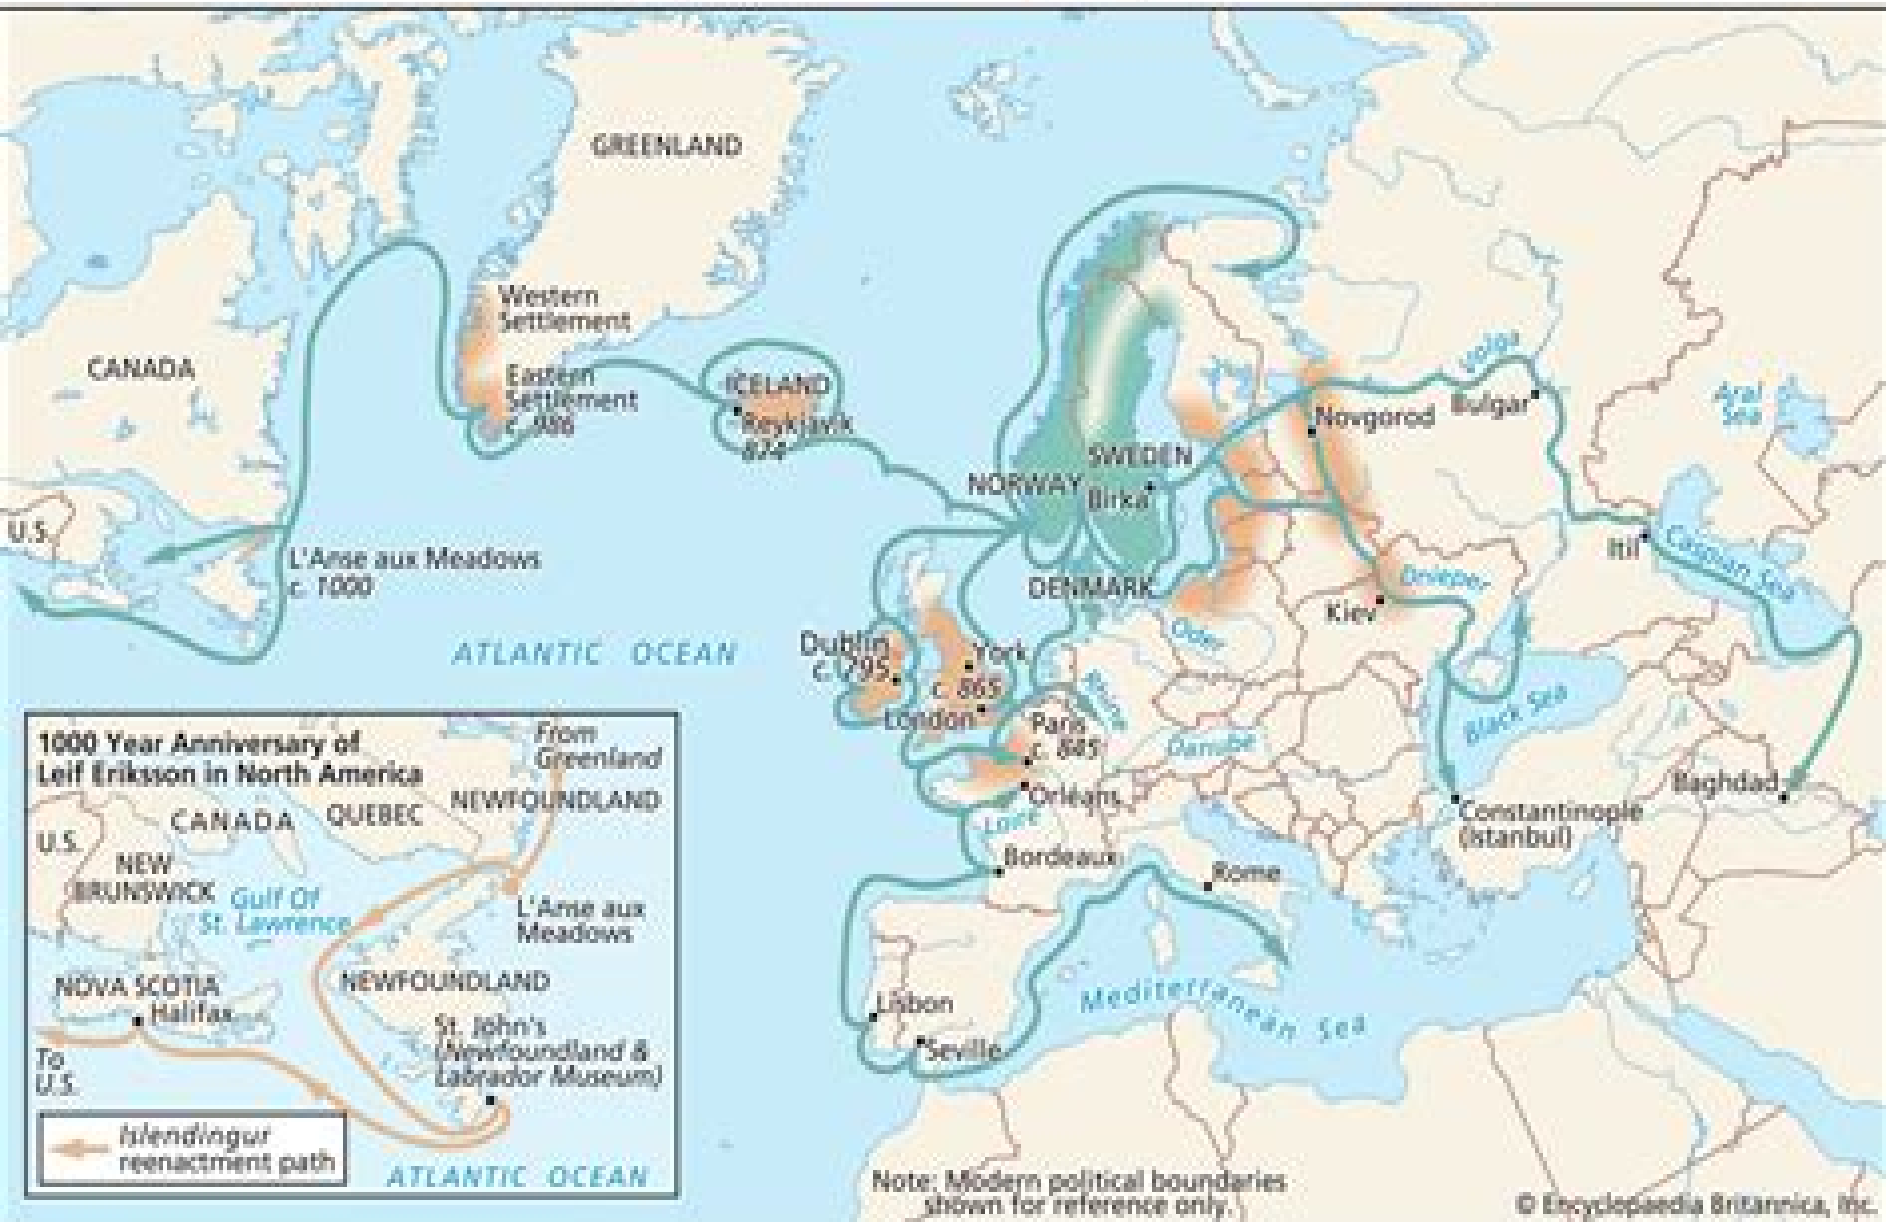 GREENLAND
Western
Settlement
CANADA
Eastern
Settlement
c. 986
ICELAND
Reykjavík
874
Volga
Bulgar
Novgorod
Aral
Sea
SWEDEN
NORWAY
Birka
U.S.
L'Anse aux Meadows
c. 1000
Itil
Caspian Sea
DENMARK
Dnieper
Kiev
Oder
ATLANTIC OCEAN
Dublin
c. 795
York
c. 865
London
Rhine
Paris
c. 845
Black Sea
Danube
Baghdad
Orléans
Constantinople
(Istanbul)
Loire
Bordeaux
Rome
Lisbon
Seville
Mediterranean Sea
1000 Year Anniversary of
Leif Eriksson in North America
From
Greenland
NEWFOUNDLAND
CANADA
QUEBEC
U.S.
NEW
BRUNSWICK
Gulf Of
St. Lawrence
L'Anse aux
Meadows
NOVA SCOTIA
Halifax
NEWFOUNDLAND
St. John's
(Newfoundland &
Labrador Museum)
To
U.S.
Islendingur
reenactment path
ATLANTIC OCEAN
Note: Modern political boundaries
shown for reference only.
© Encyclopaedia Britannica, Inc.